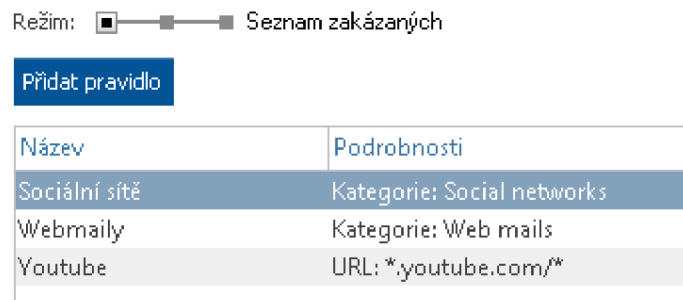 Režim: Seznam zakázaných
Přidat pravidlo
Název Podrobnosti
Sociální sítě Kategorie: Social networks
Webmaily Kategorie: Web mails
Youtube URL: *.youtube.com/*